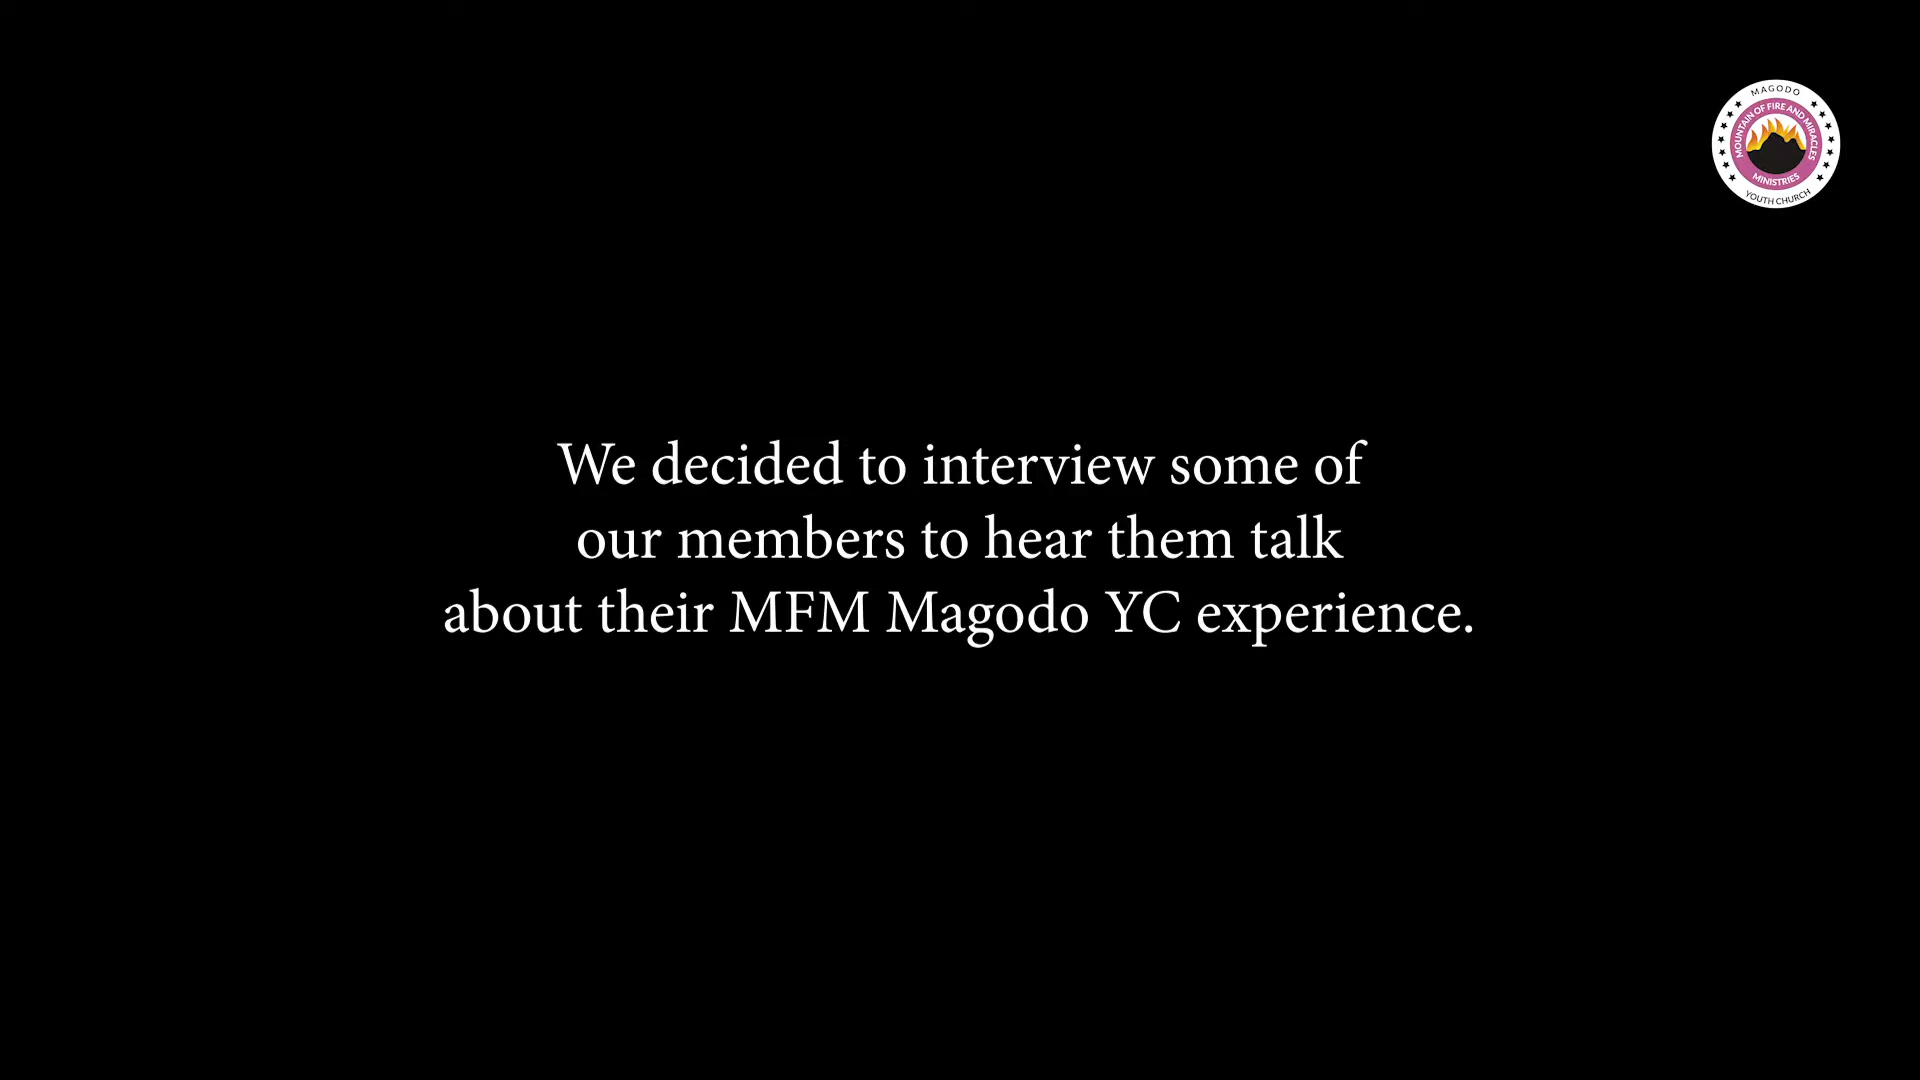 MAGODO
MOUNTAIN OF FIRE AND MIRACLES
MINISTRIES
YOUTH CHURCH
We decided to interview some of
our members to hear them talk
about their MFM Magodo YC experience.